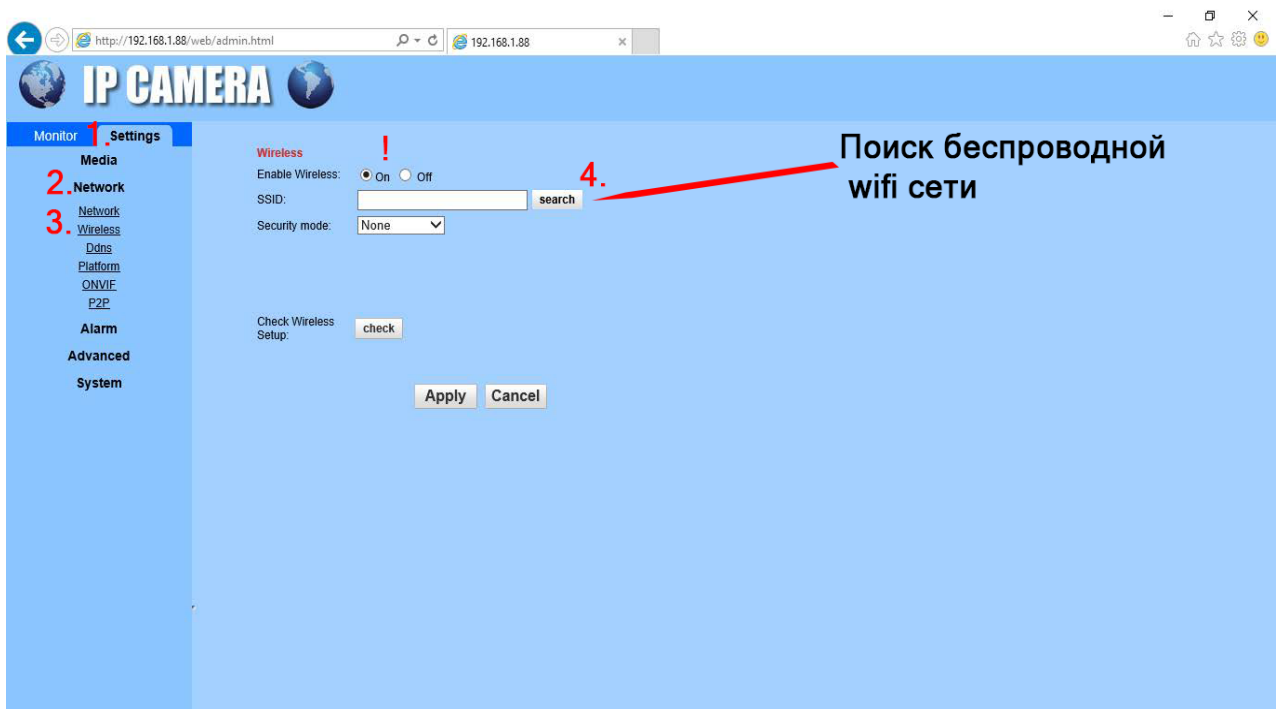 http://192.168.1.88/web/admin.html
192.168.1.88
IP CAMERA
Monitor 1. Settings
Media
2. Network
Network
3. Wireless
Ddns
Platform
ONVIF
P2P
Alarm
Advanced
System
Wireless !
Enable Wireless: On Off
SSID: search 4.
Security mode: None
Check Wireless
Setup: check
Apply Cancel
Поиск беспроводной
wifi сети